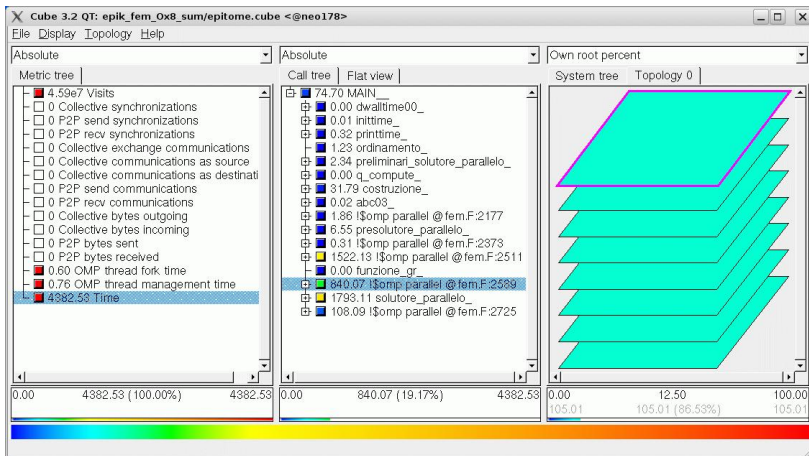 Cube 3.2 QT: epik_fem_0x8_sum/epitome.cube <@neo178>
File Display Topology Help
Absolute
Absolute
Own root percent
Metric tree
Call tree
Flat view
System tree
Topology 0
4.59e7 Visits
0 Collective synchronizations
0 P2P send synchronizations
0 P2P recv synchronizations
0 Collective exchange communications
0 Collective communications as source
0 Collective communications as destinati
0 P2P send communications
0 P2P recv communications
0 Collective bytes outgoing
0 Collective bytes incoming
0 P2P bytes sent
0 P2P bytes received
0.60 OMP thread fork time
0.76 OMP thread management time
4382.53 Time
74.70 MAIN__
0.00 dwalltime00_
0.01 inittime_
0.32 printtime_
1.23 ordinamento_
2.34 preliminari_solutore_parallelo_
0.00 q_compute_
31.79 costruzione_
0.02 abc03_
1.86 !$omp parallel @fem.F:2177
6.55 presolutore_parallelo_
0.31 !$omp parallel @fem.F:2373
1522.13 !$omp parallel @fem.F:2511
0.00 funzione_gr_
840.07 !$omp parallel @fem.F:2589
1793.11 solutore_parallelo_
108.09 !$omp parallel @fem.F:2725
0.00 4382.53 (100.00%) 4382.53
0.00 840.07 (19.17%) 4382.53
0.00 12.50 100.00
105.01 105.01 (86.53%) 105.01